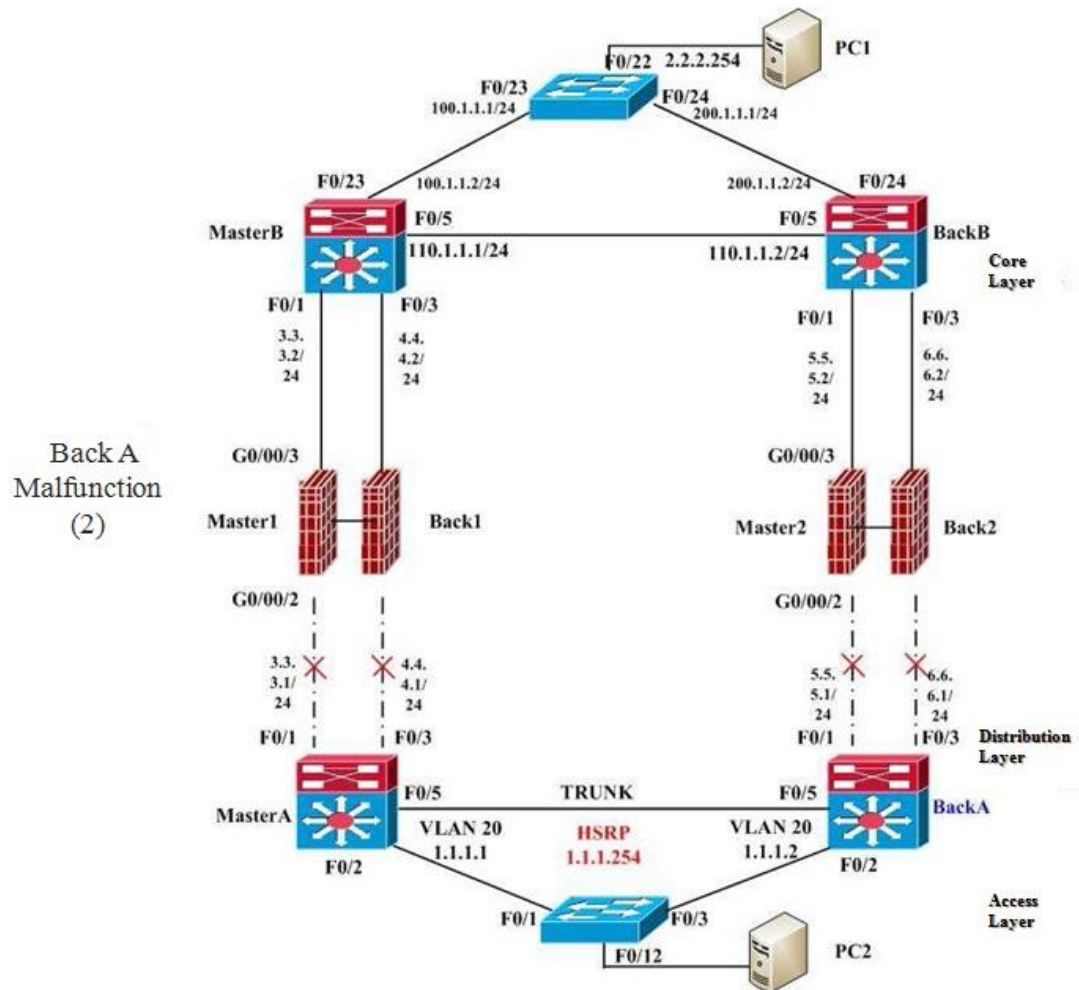 PC1
F0/22
2.2.2.254
F0/23
F0/24
100.1.1.1/24
200.1.1.1/24
F0/23
100.1.1.2/24
200.1.1.2/24
F0/24
MasterB
F0/5
F0/5
BackB
110.1.1.1/24
110.1.1.2/24
Core
Layer
F0/1
F0/3
F0/1
F0/3
3.3.
3.2/
24
4.4.
4.2/
24
5.5.
5.2/
24
6.6.
6.2/
24
Back A
Malfunction
(2)
G0/00/3
G0/00/3
Master1
Back1
Master2
Back2
G0/00/2
G0/00/2
3.3.
3.1/
24
4.4.
4.1/
24
5.5.
5.1/
24
6.6.
6.1/
24
F0/1
F0/3
F0/1
F0/3
Distribution
Layer
MasterA
F0/5
TRUNK
F0/5
BackA
VLAN 20
1.1.1.1
HSRP
1.1.1.254
VLAN 20
1.1.1.2
F0/2
F0/2
F0/1
F0/3
Access
Layer
F0/12
PC2